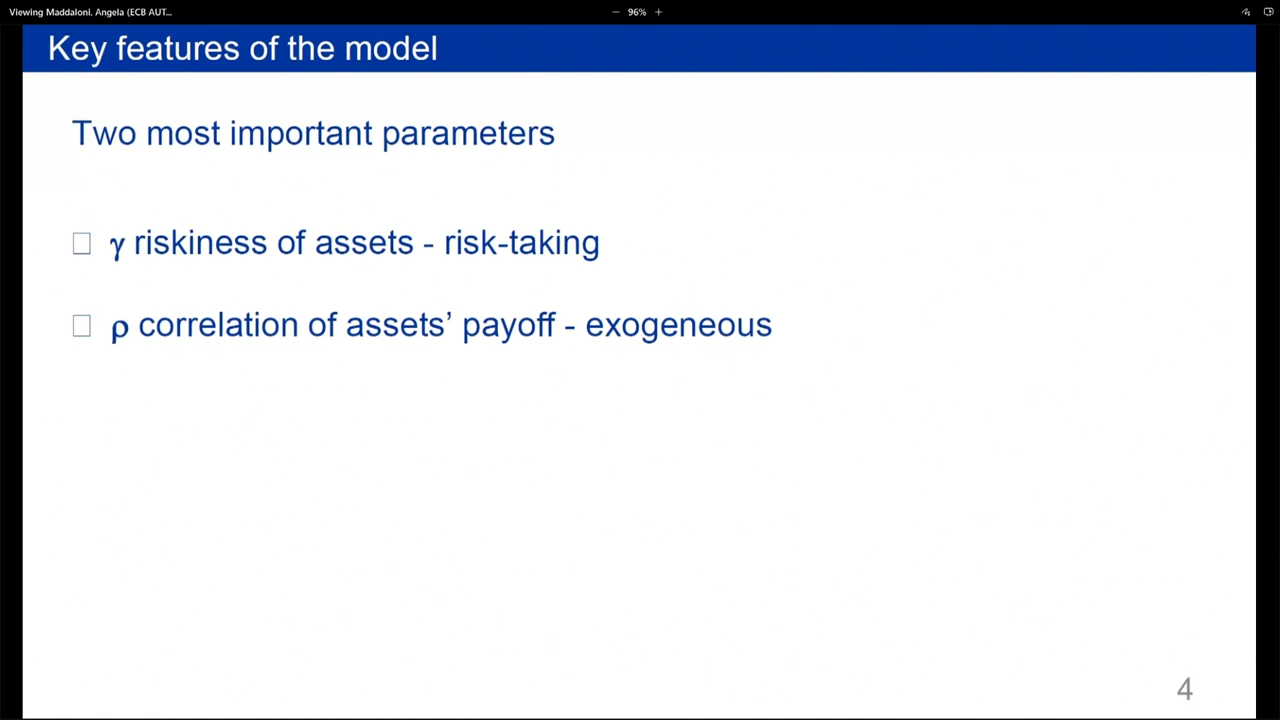 Viewing Maddaloni, Angela (ECB AUT...
96%
Key features of the model
Two most important parameters
γ riskiness of assets - risk-taking
ρ correlation of assets’ payoff - exogeneous
4